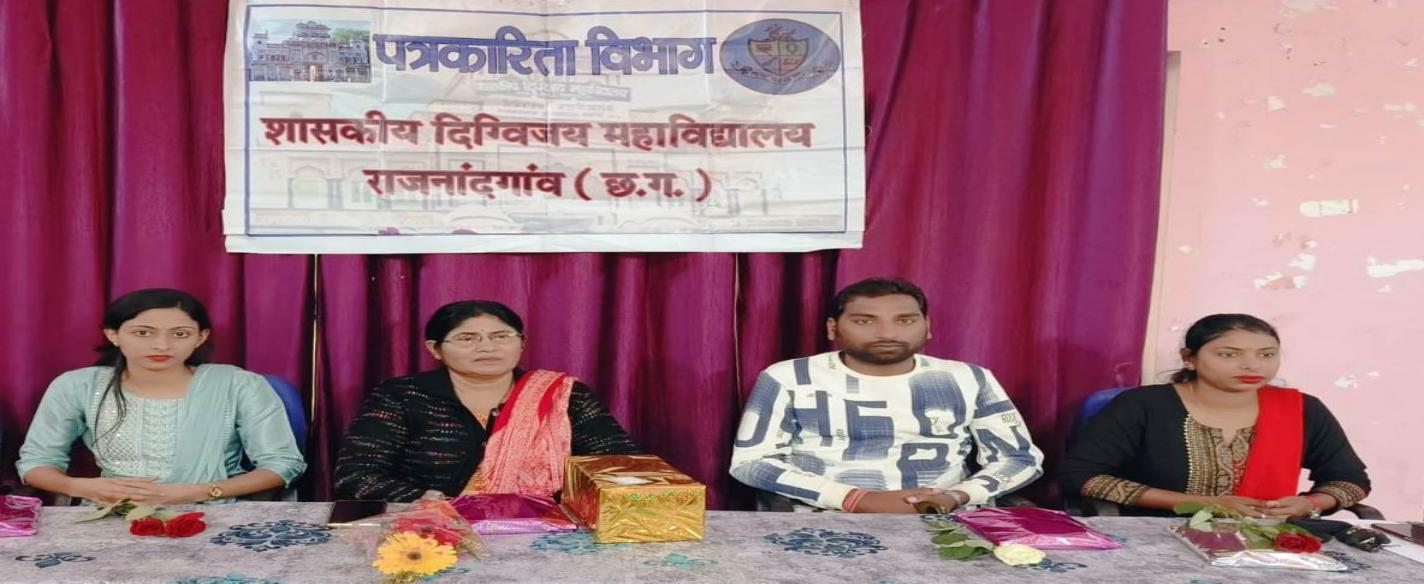 पत्रकारिता विभाग
शासकीय दिग्विजय महाविद्यालय
राजनांदगांव ( छ.ग. )